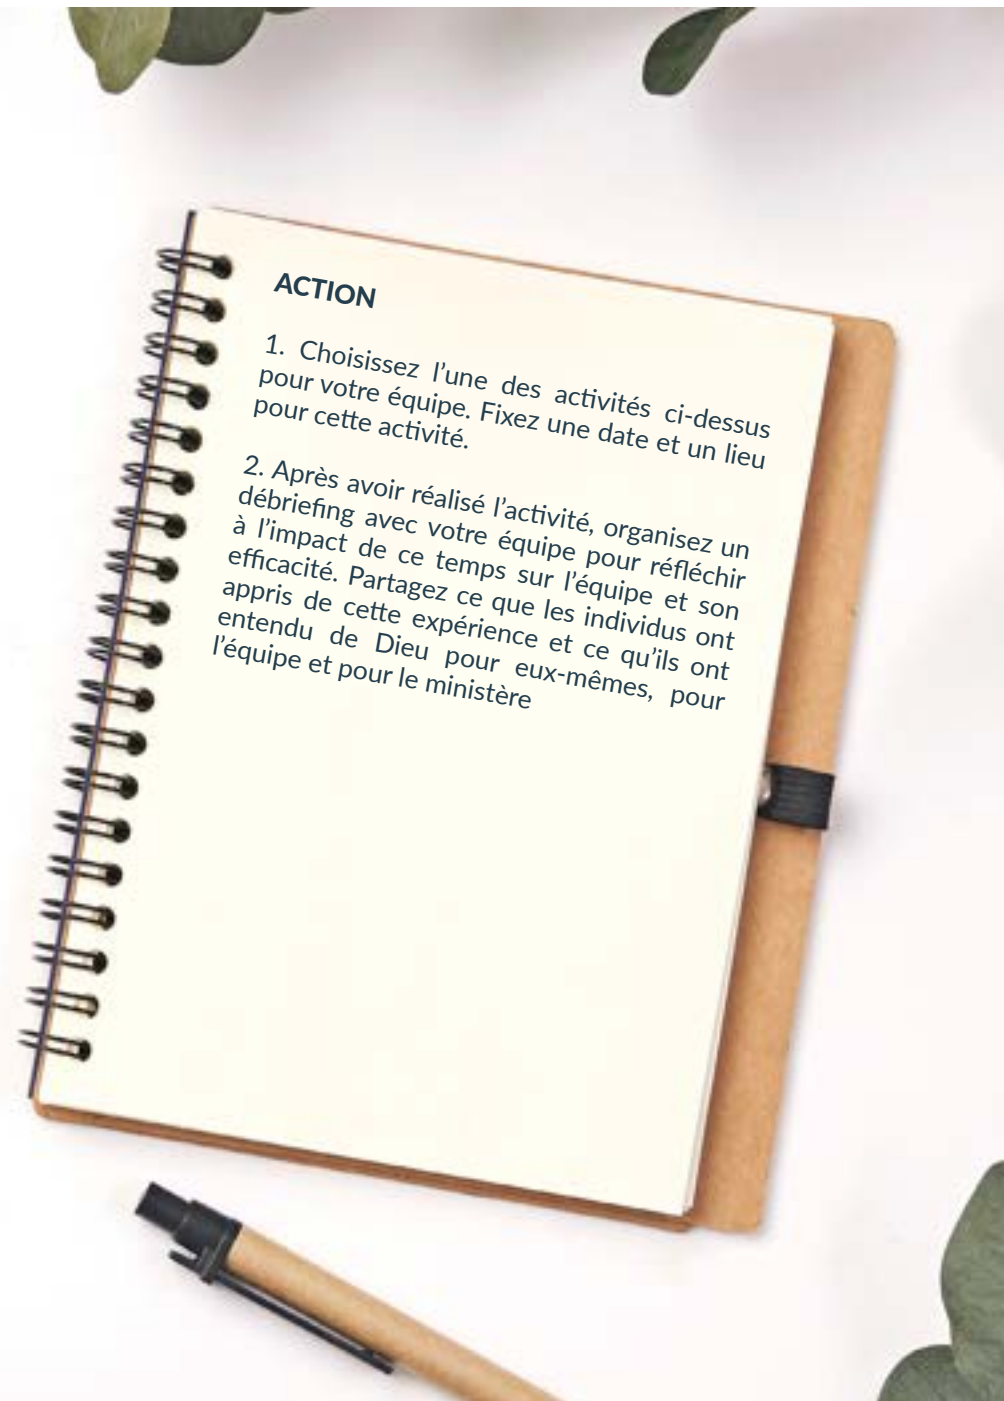 ACTION
1. Choisissez l'une des activités ci-dessus
pour votre équipe. Fixez une date et un lieu
pour cette activité.
2. Après avoir réalisé l'activité, organisez un
débriefing avec votre équipe pour réfléchir
à l'impact de ce temps sur l'équipe et son
efficacité. Partagez ce que les individus ont
appris de cette expérience et ce qu'ils ont
entendu de Dieu pour eux-mêmes, pour
l'équipe et pour le ministère